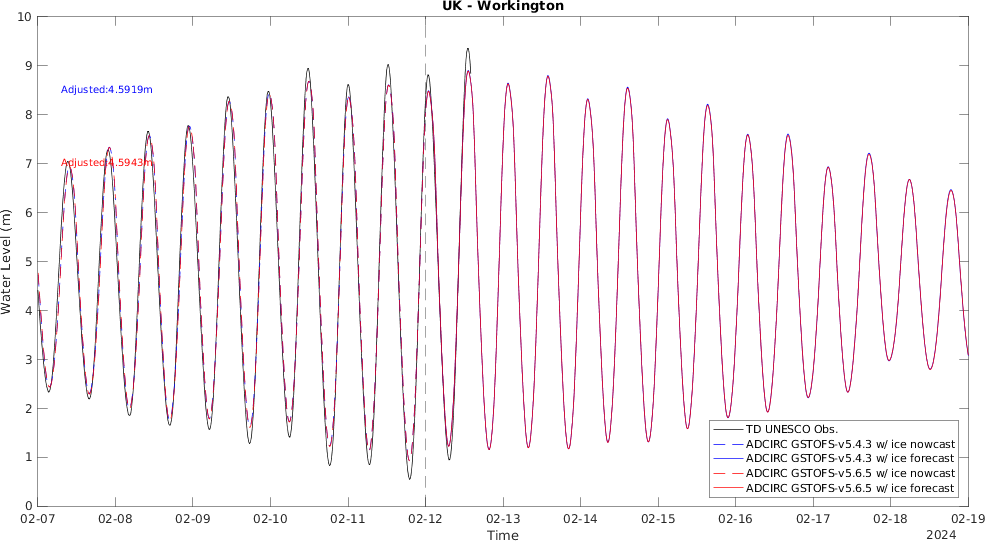 UK - Workington
10
9
8
7
6
5
4
3
2
1
0
Water Level (m)
Adjusted:4.5919m
Adjusted:4.5943m
TD UNESCO Obs.
ADCIRC GSTOFS-v5.4.3 w/ ice nowcast
ADCIRC GSTOFS-v5.4.3 w/ ice forecast
ADCIRC GSTOFS-v5.6.5 w/ ice nowcast
ADCIRC GSTOFS-v5.6.5 w/ ice forecast
02-07 02-08 02-09 02-10 02-11 02-12 02-13 02-14 02-15 02-16 02-17 02-18 02-19
Time
2024